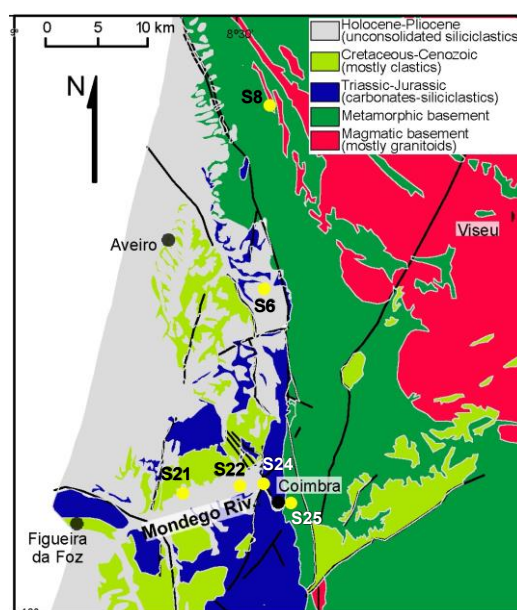 0 5 10 km
9°
8°30'
Holocene-Pliocene
(unconsolidated siliciclastics
Cretaceous-Cenozoic
(mostly clastics)
Triassic-Jurassic
(carbonates-siliciclastics)
Metamorphic basement
Magmatic basement
(mostly granitoids)
N
S8
Viseu
Aveiro
S6
S21
S22
S24
Coimbra
S25
Mondego Riv.
Figueira
da Foz